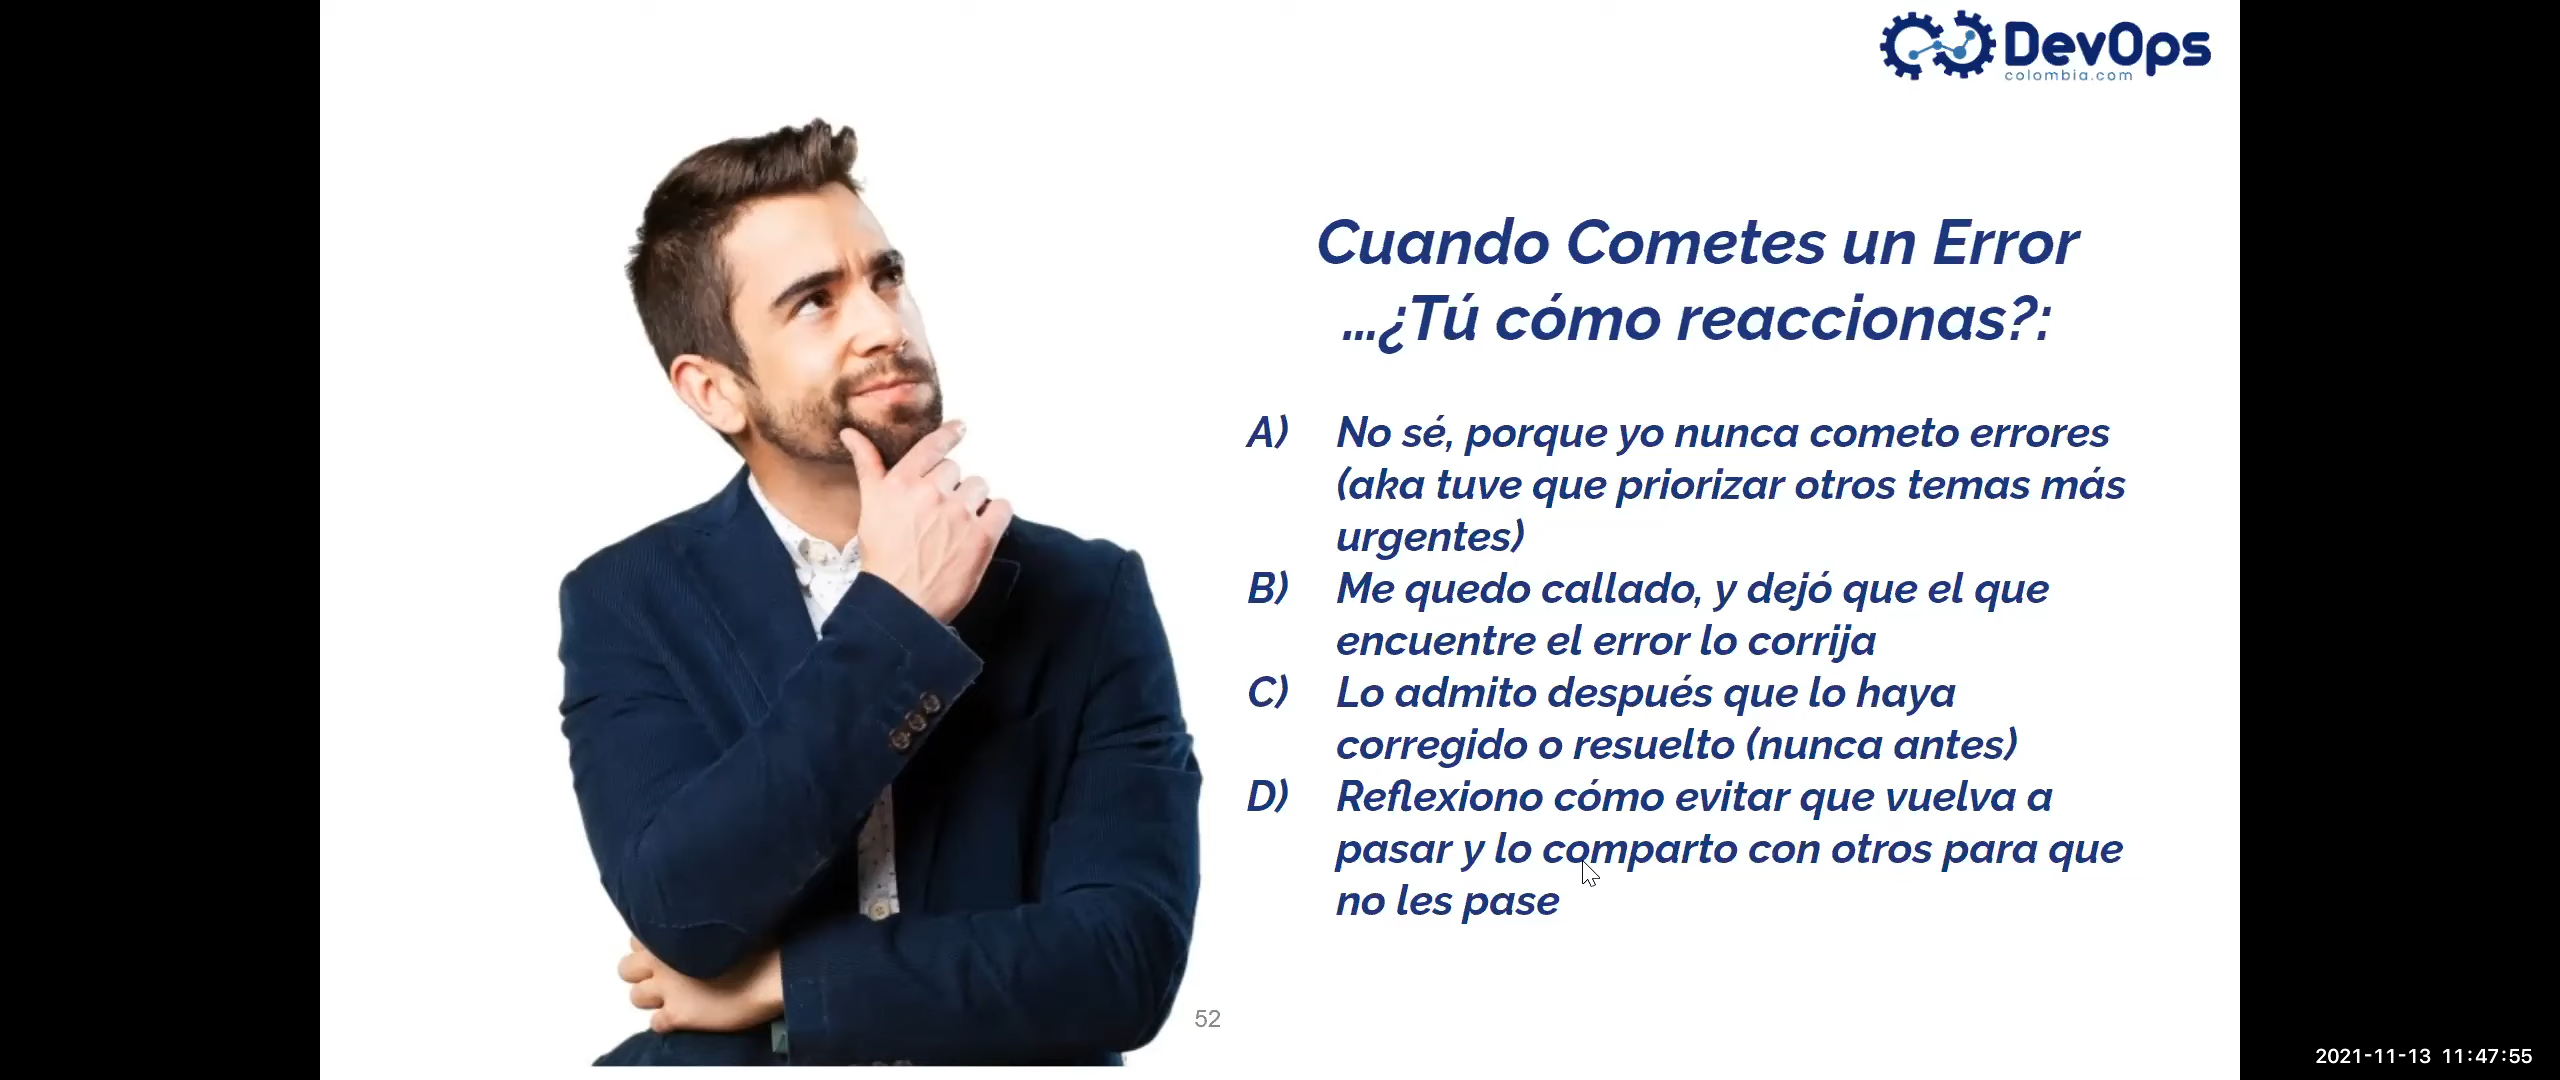 DevOps
colombia.com
Cuando Cometes un Error
...¿Tú cómo reaccionas?:
A) No sé, porque yo nunca cometo errores
(aka tuve que priorizar otros temas más
urgentes)
B) Me quedo callado, y dejó que el que
encuentre el error lo corrija
C) Lo admito después que lo haya
corregido o resuelto (nunca antes)
D) Reflexiono cómo evitar que vuelva a
pasar y lo comparto con otros para que
no les pase
52
2021-11-13 11:47:55